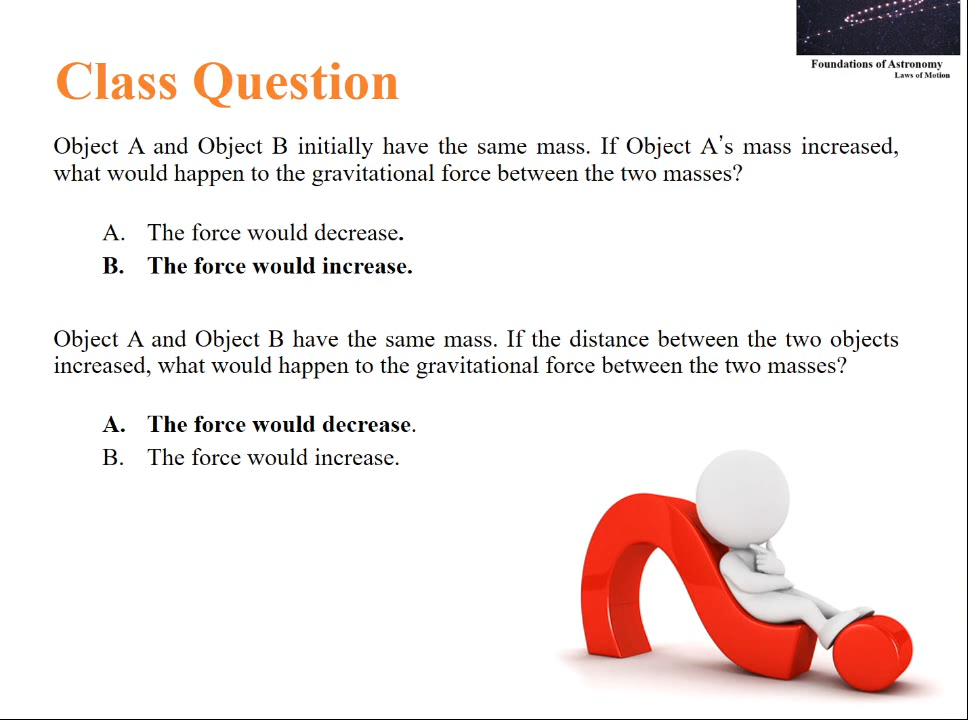 Foundations of Astronomy
Laws of Motion
Class Question
Object A and Object B initially have the same mass. If Object A's mass increased,
what would happen to the gravitational force between the two masses?
A. The force would decrease.
B. The force would increase.
Object A and Object B have the same mass. If the distance between the two objects
increased, what would happen to the gravitational force between the two masses?
A. The force would decrease.
B. The force would increase.